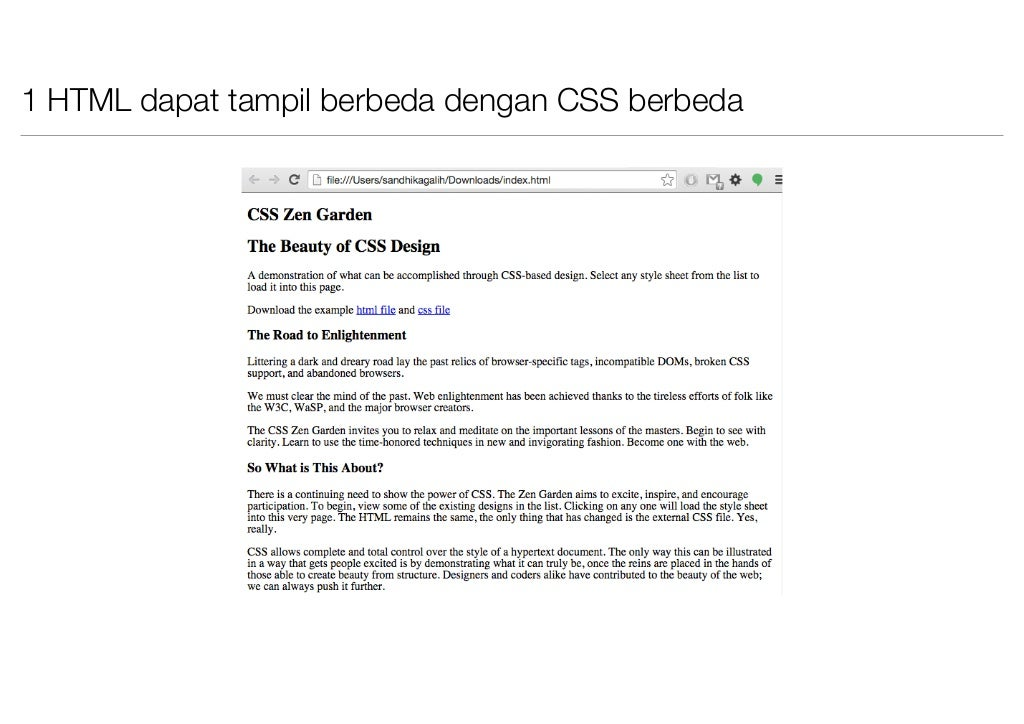 1 HTML dapat tampil berbeda dengan CSS berbeda
file:///Users/sandhikagalih/Downloads/index.html
CSS Zen Garden
The Beauty of CSS Design
A demonstration of what can be accomplished through CSS-based design. Select any style sheet from the list to
load it into this page.
Download the example html file and css file
The Road to Enlightenment
Littering a dark and dreary road lay the past relics of browser-specific tags, incompatible DOMs, broken CSS
support, and abandoned browsers.
We must clear the mind of the past. Web enlightenment has been achieved thanks to the tireless efforts of folk like
the W3C, WaSP, and the major browser creators.
The CSS Zen Garden invites you to relax and meditate on the important lessons of the masters. Begin to see with
clarity. Learn to use the time-honored techniques in new and invigorating fashion. Become one with the web.
So What is This About?
There is a continuing need to show the power of CSS. The Zen Garden aims to excite, inspire, and encourage
participation. To begin, view some of the existing designs in the list. Clicking on any one will load the style sheet
into this very page. The HTML remains the same, the only thing that has changed is the external CSS file. Yes,
really.
CSS allows complete and total control over the style of a hypertext document. The only way this can be illustrated
in a way that gets people excited is by demonstrating what it can truly be, once the reins are placed in the hands of
those able to create beauty from structure. Designers and coders alike have contributed to the beauty of the web;
we can always push it further.